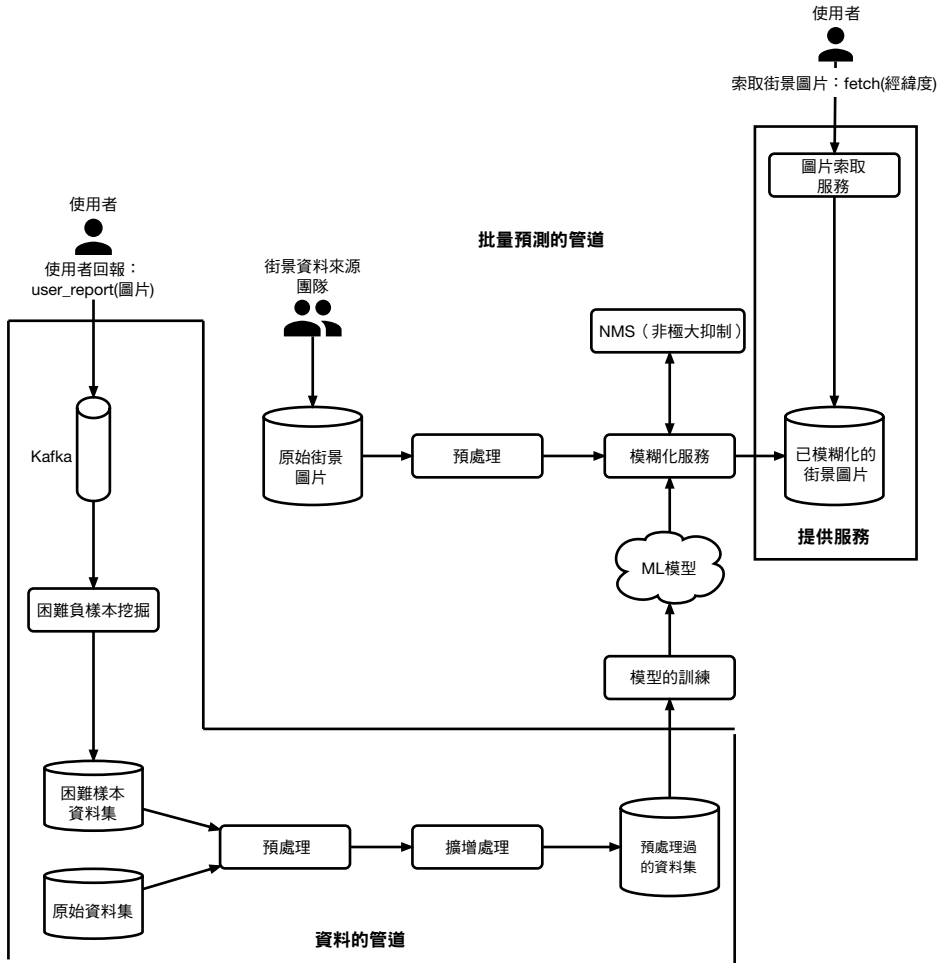 使用者
索取街景圖片：fetch(經緯度)
圖片索取
服務
使用者
使用者回報：
user_report(圖片)
批量預測的管道
街景資料來源
團隊
NMS（非極大抑制）
Kafka
原始街景
圖片
預處理
模糊化服務
已模糊化的
街景圖片
提供服務
ML模型
困難負樣本挖掘
模型的訓練
困難樣本
資料集
預處理
擴增處理
預處理過
的資料集
原始資料集
資料的管道